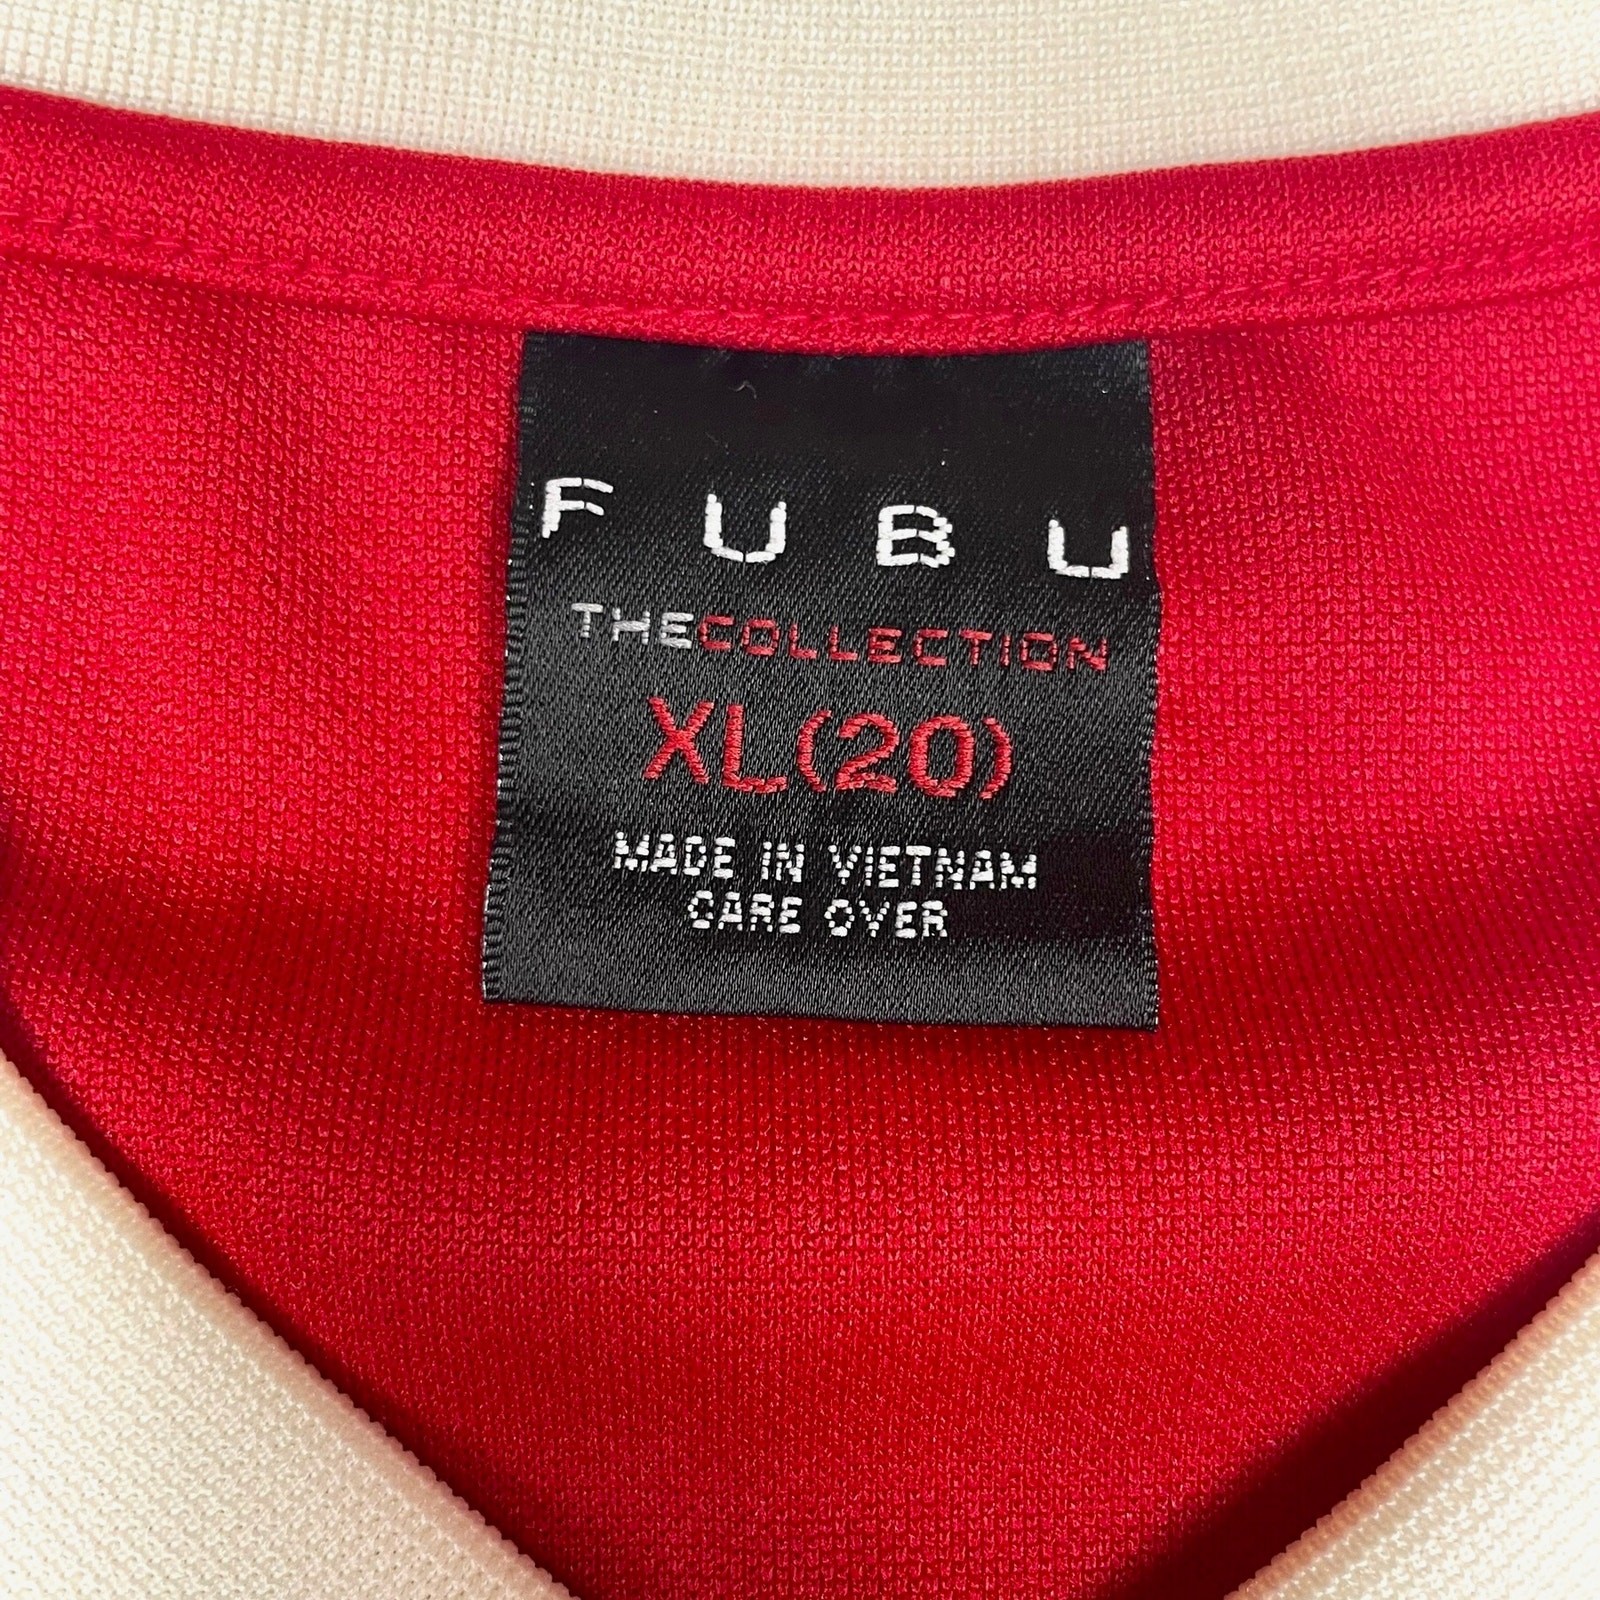 FUBU
THECOLLECTION
XL(20)
MADE IN VIETNAM
CARE OVER